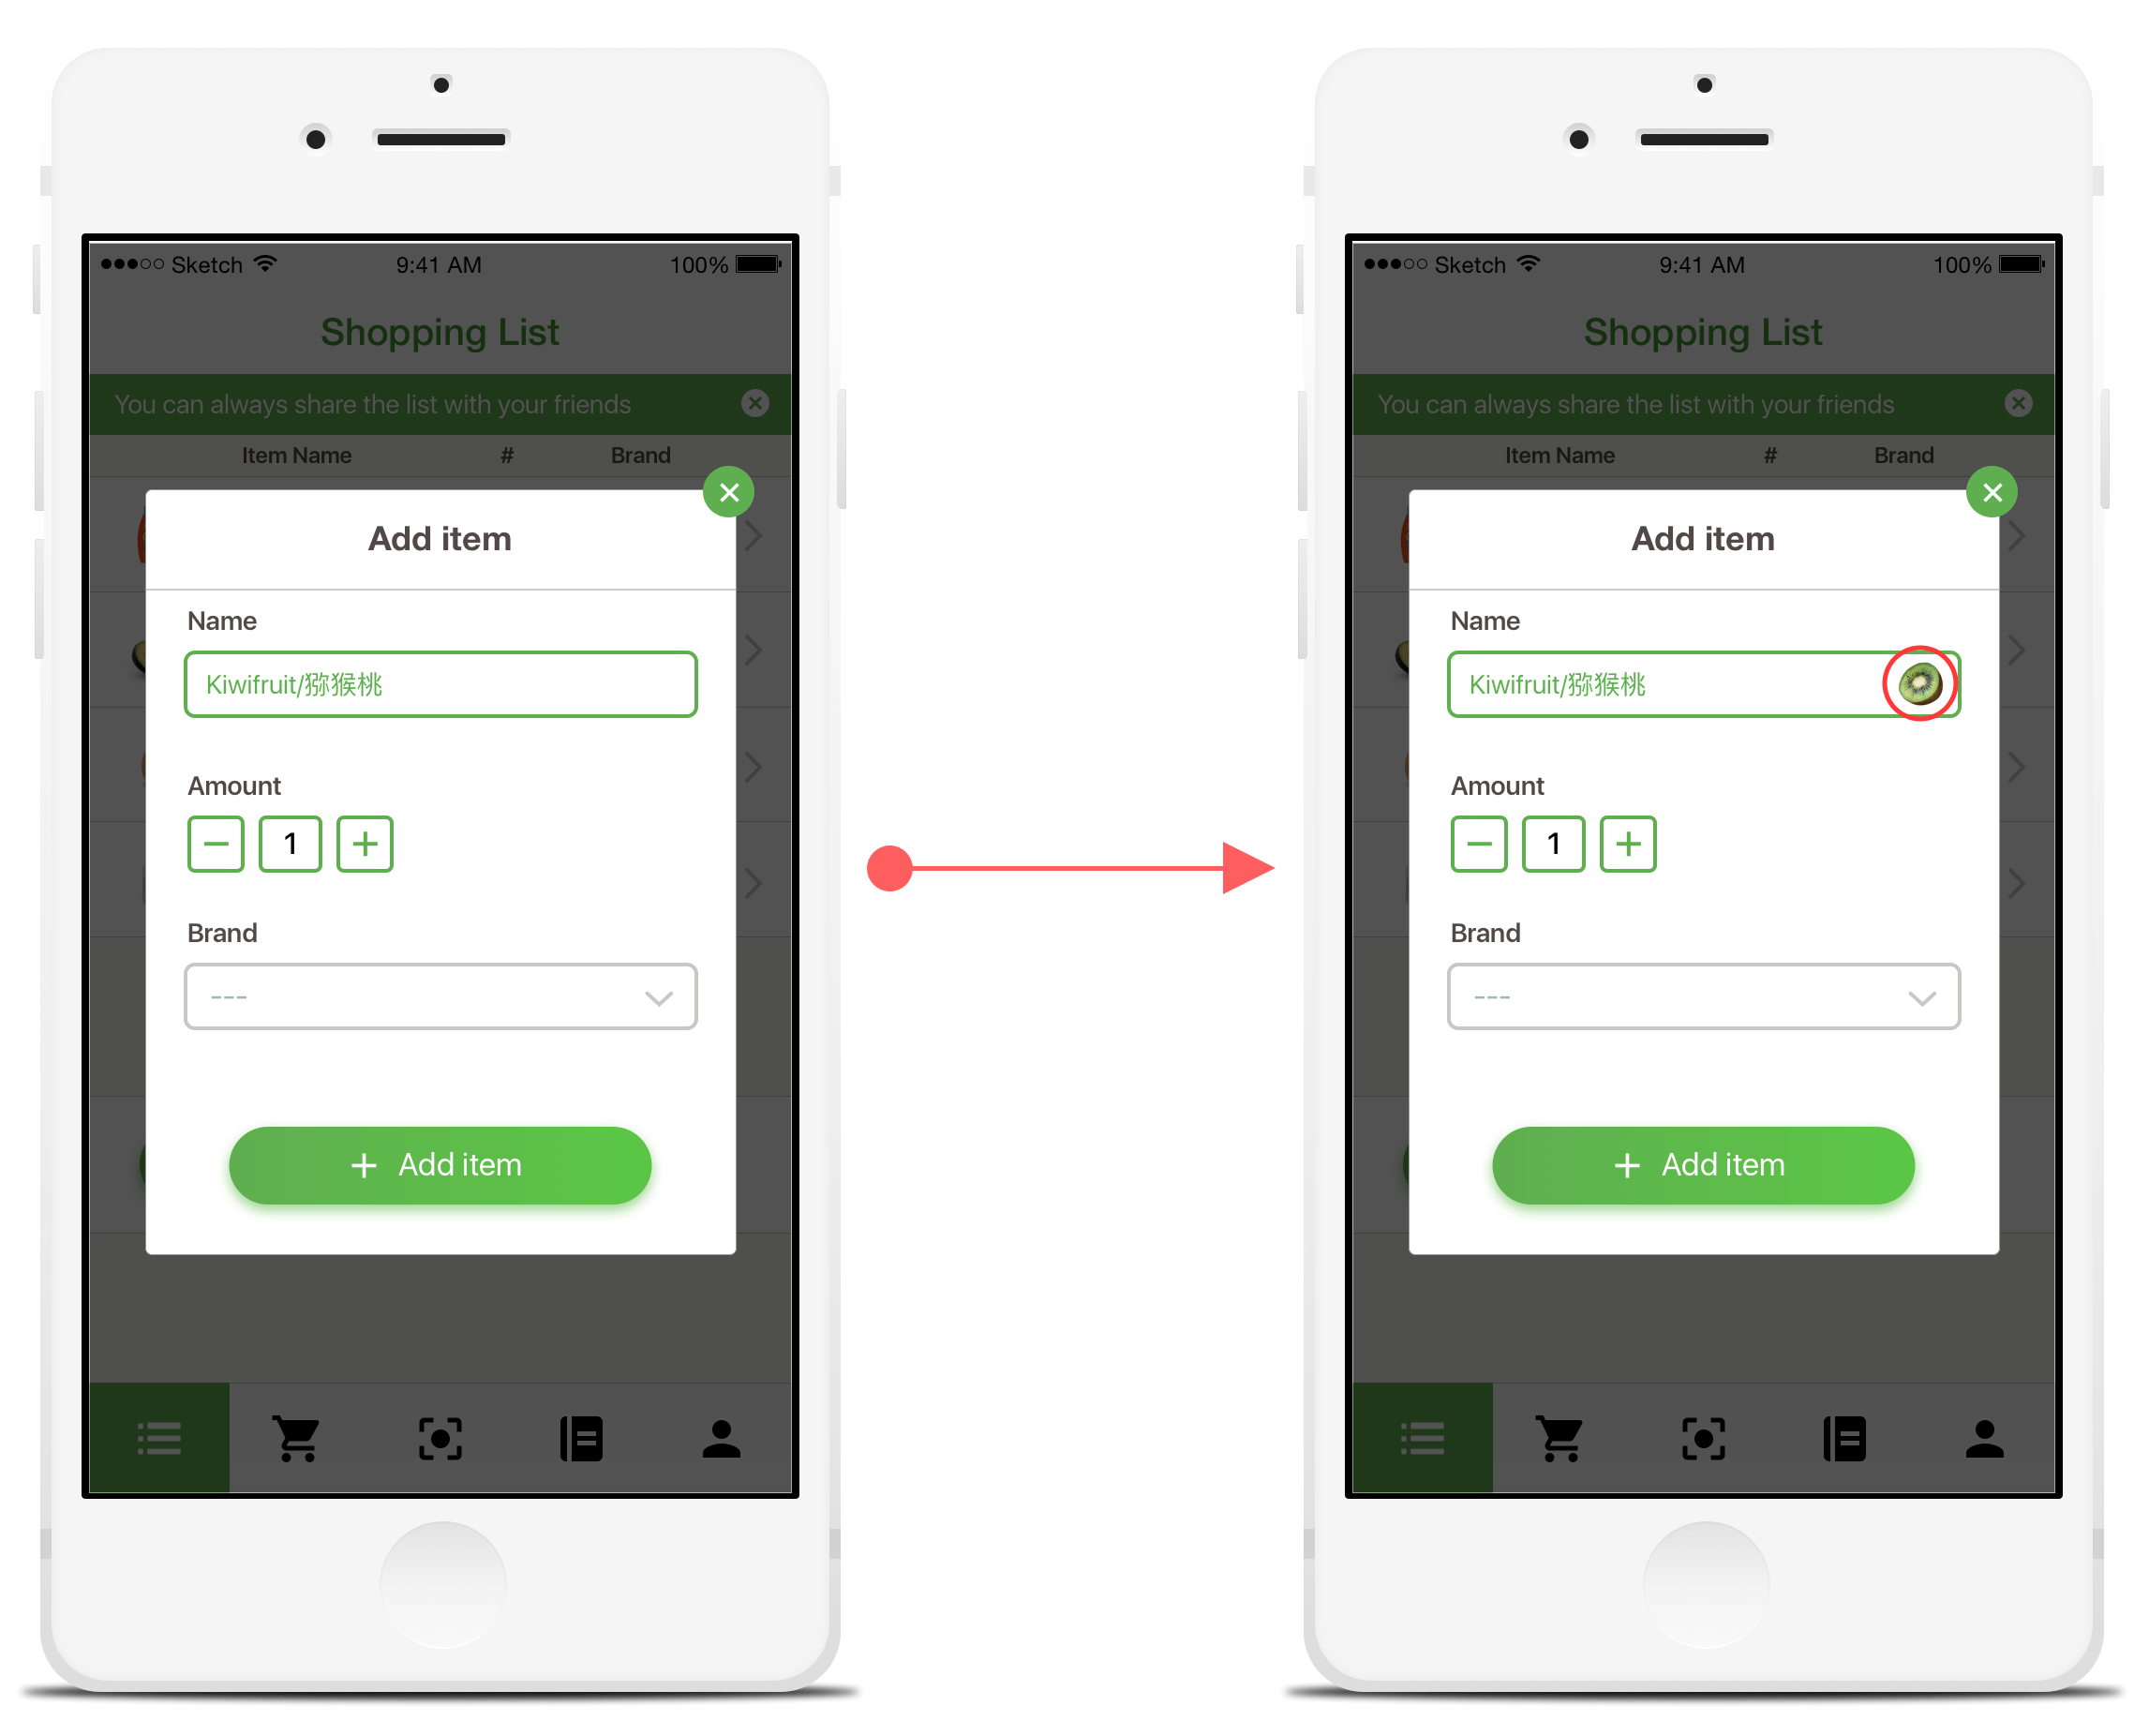 Sketch 9:41 AM 100%
Shopping List
You can always share the list with your friends
Item Name # Brand
Add item
Name
Kiwifruit/猕猴桃
Amount
1
Brand
---
Add item
Sketch 9:41 AM 100%
Shopping List
You can always share the list with your friends
Item Name # Brand
Add item
Name
Kiwifruit/猕猴桃
Amount
1
Brand
---
Add item